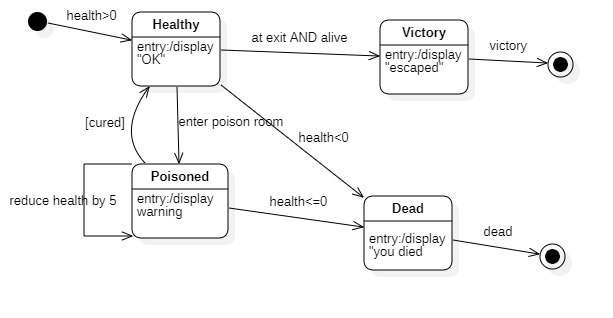 health>0
Healthy
entry:/display
"OK"
at exit AND alive
Victory
entry:/display
"escaped"
victory
[cured]
enter poison room
health<0
Poisoned
entry:/display
warning
reduce health by 5
health<=0
Dead
entry:/display
"you died
dead